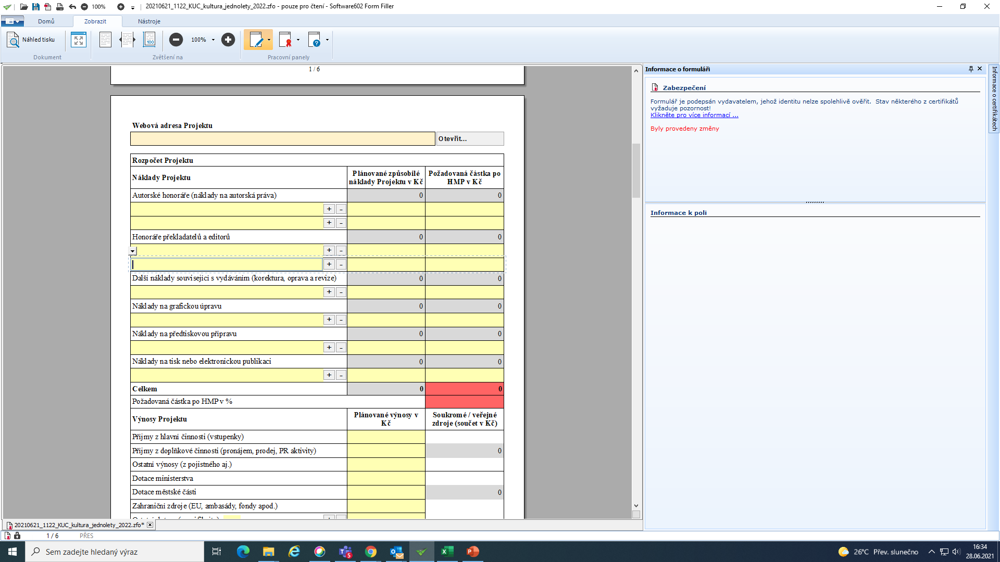 100%
20210621_1122_KUC_kultura_jednolety_2022.zfo - pouze pro čtení - Software602 Form Filler
Domů
Zobrazit
Nástroje
Náhled tisku
100
100%
Dokument
Zvětšení na
Pracovní panely
1 / 6
Webová adresa Projektu
Otevřít...
Rozpočet Projektu
Náklady Projektu
Plánované způsobilé náklady Projektu v Kč
Požadovaná částka po HMP v Kč
Autorské honoráře (náklady na autorská práva) 0 0
+ -
+ -
Honoráře překladatelů a editorů 0 0
+ -
+ -
Další náklady související s vydáváním (korektura, oprava a revize) 0 0
+ -
Náklady na grafickou úpravu 0 0
+ -
Náklady na předtiskovou přípravu 0 0
+ -
Náklady na tisk nebo elektronickou publikaci 0 0
+ -
Celkem 0 0
Požadovaná částka po HMP v %
Výnosy Projektu
Plánované výnosy v Kč
Soukromé / veřejné zdroje (součet v Kč)
Příjmy z hlavní činnosti (vstupenky)
Příjmy z doplňkové činnosti (pronájem, prodej, PR aktivity) 0
Ostatní výnosy (z pojistného aj.)
Dotace ministerstva
Dotace městské části 0
Zahraniční zdroje (EU, ambasády, fondy apod.)
Informace o formuláři
Zabezpečení
Formulář je podepsán vydavatelem, jehož identitu nelze spolehlivě ověřit. Stav některého z certifikátů
vyžaduje pozornost!
Klikněte pro více informací ...
Byly provedeny změny
Informace k poli
Informace o certifikátech
20210621_1122_KUC_kultura_jednolety_2022.zfo*
1 / 6
PŘES
Sem zadejte hledaný výraz
5
26°C Přev. slunečno
16:34
28.06.2021